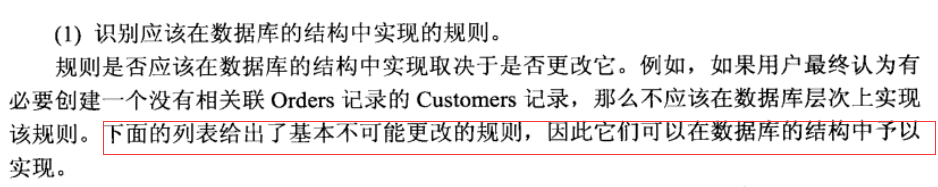 (1) 识别应该在数据库的结构中实现的规则。
规则是否应该在数据库的结构中实现取决于是否更改它。例如，如果用户最终认为有
必要创建一个没有相关联 Orders 记录的 Customers 记录，那么不应该在数据库层次上实现
该规则。下面的列表给出了基本不可能更改的规则，因此它们可以在数据库的结构中予以
实现。